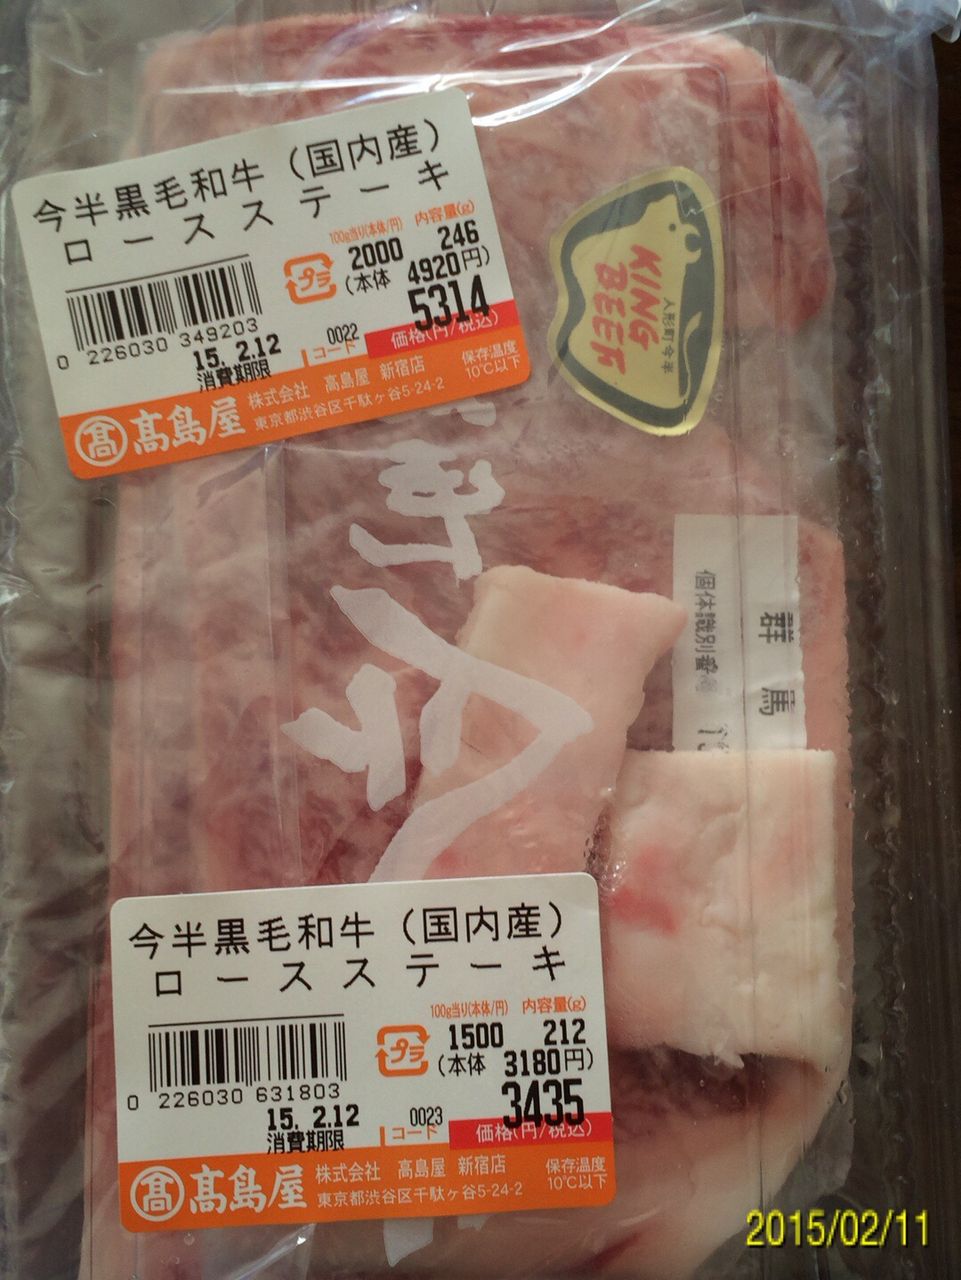 今半黒毛和牛（国内産）
ロースステーキ
100g当り(本体/円) 内容量(g)
2000 246
プラ
(本体 4920円)
5314
価格(円/税込)
0 226030 349203
15. 2.12
消費期限
コード 0022
髙 髙島屋
株式会社 高島屋 新宿店
東京都渋谷区千駄ヶ谷5-24-2
保存温度
10℃以下
KING
BEEF
人形町今半
町今半
群馬
個体識別番
今半黒毛和牛（国内産）
ロースステーキ
100g当り(本体/円) 内容量(g)
1500 212
プラ
(本体 3180円)
3435
価格(円/税込)
0 226030 631803
15. 2.12
消費期限
コード 0023
髙 髙島屋
株式会社 高島屋 新宿店
東京都渋谷区千駄ヶ谷5-24-2
保存温度
10℃以下
2015/02/11